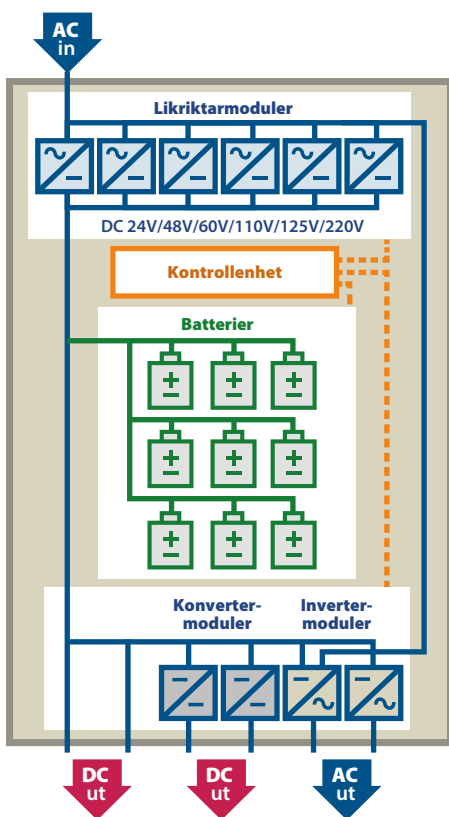 AC
in
Likriktarmoduler
DC 24V/48V/60V/110V/125V/220V
Kontrollenhet
Batterier
Konverter-
moduler
Inverter-
moduler
DC
ut
DC
ut
AC
ut